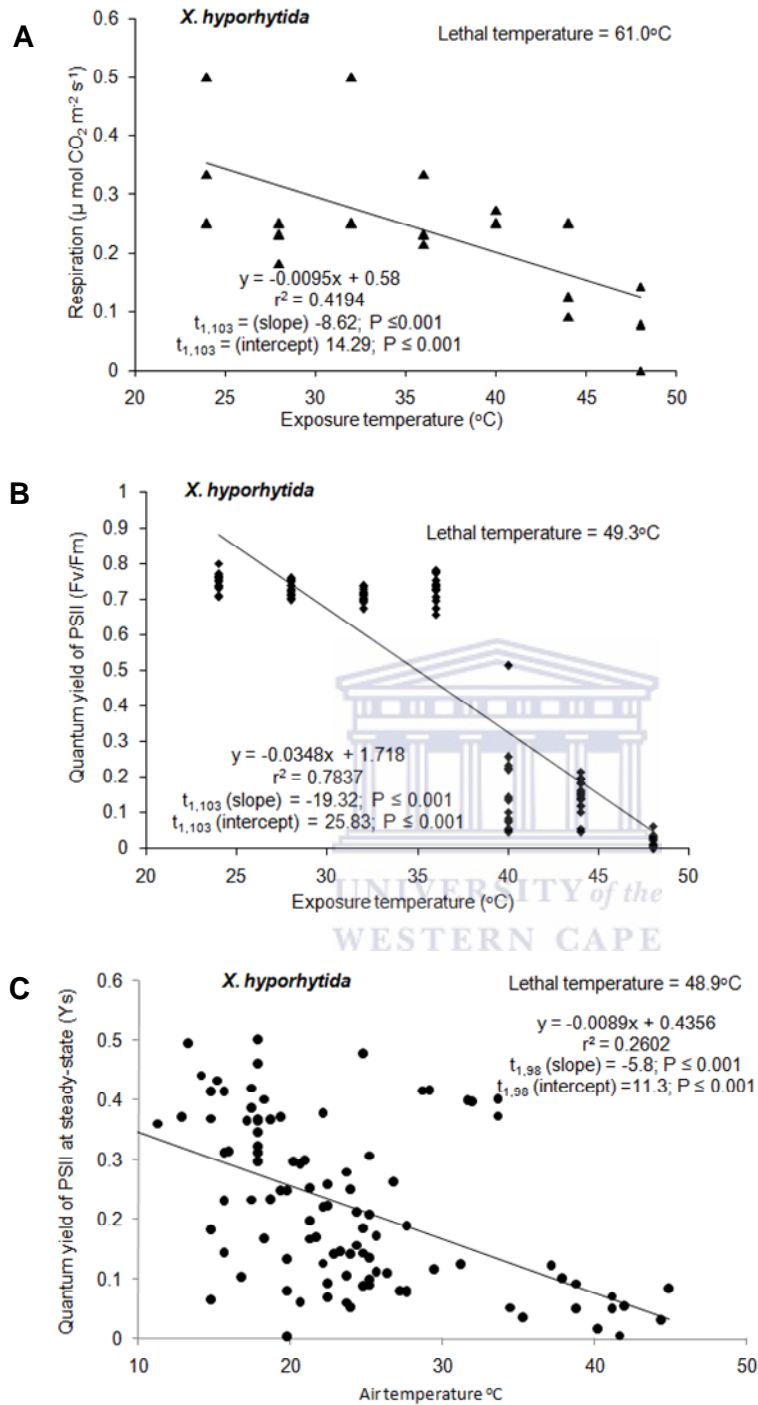 A
X. hyporhytida
Lethal temperature = 61.0°C
Respiration (µ mol CO₂ m⁻² s⁻¹)
0.6
0.5
0.4
0.3
0.2
0.1
0
y = -0.0095x + 0.58
r² = 0.4194
t₁,₁₀₃ = (slope) -8.62; P ≤0.001
t₁,₁₀₃ = (intercept) 14.29; P ≤ 0.001
20 25 30 35 40 45 50
Exposure temperature (°C)
B
X. hyporhytida
Lethal temperature = 49.3°C
Quantum yield of PSII (Fv/Fm)
1
0.9
0.8
0.7
0.6
0.5
0.4
0.3
0.2
0.1
0
y = -0.0348x + 1.718
r² = 0.7837
t₁,₁₀₃ (slope) = -19.32; P ≤ 0.001
t₁,₁₀₃ (intercept) = 25.83; P ≤ 0.001
20 25 30 35 40 45 50
Exposure temperature (°C)
UNIVERSITY of the
WESTERN CAPE
C
X. hyporhytida
Lethal temperature = 48.9°C
y = -0.0089x + 0.4356
r² = 0.2602
t₁,₉₈ (slope) = -5.8; P ≤ 0.001
t₁,₉₈ (intercept) =11.3; P ≤ 0.001
Quantum yield of PSII at steady-state (Ys)
0.6
0.5
0.4
0.3
0.2
0.1
0
10 20 30 40 50
Air temperature °C